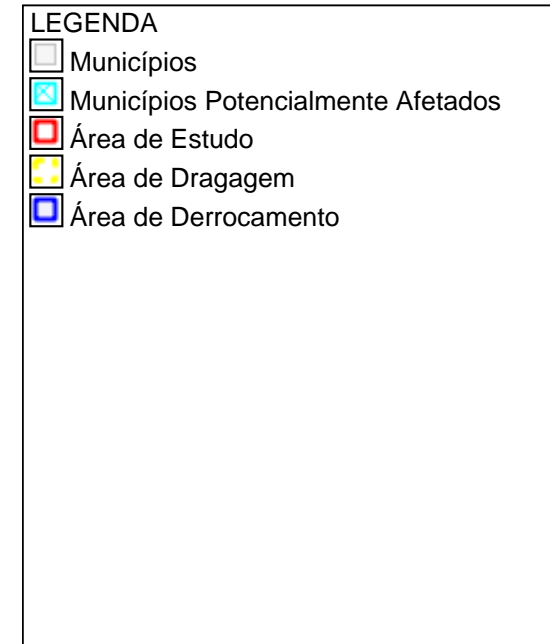 LEGENDA
Municípios
Municípios Potencialmente Afetados
Área de Estudo
Área de Dragagem
Área de Derrocamento